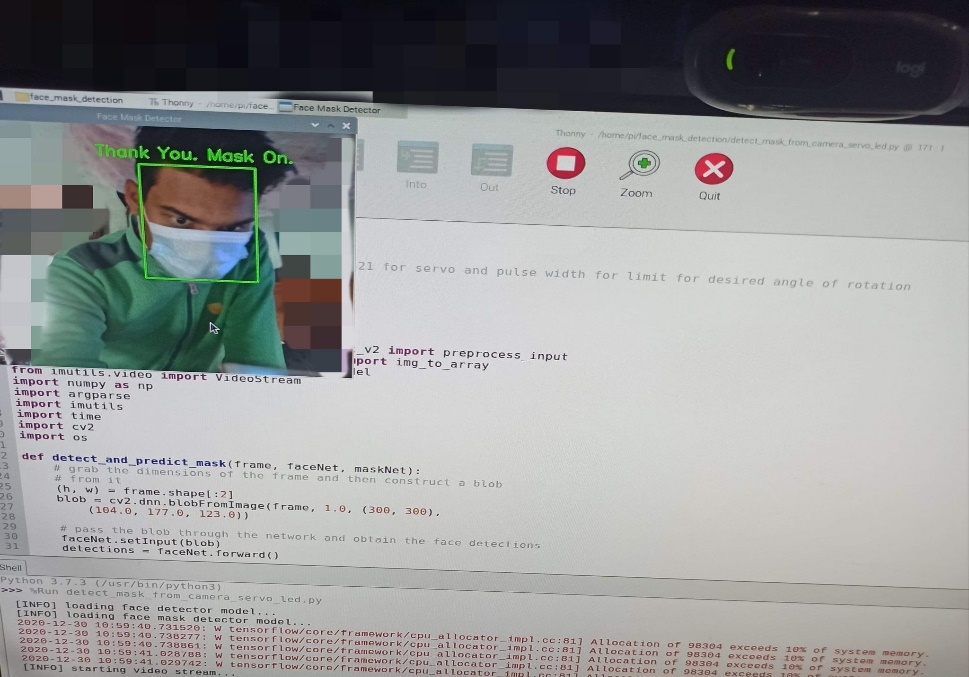 logi
face_mask_detection
Thonny - /home/pi/face...
Face Mask Detector
Face Mask Detector
Thonny - /home/pi/face_mask_detection/detect_mask_from_camera_servo_led.py @ 171 : 1
Thank You. Mask On.
Into
Out
Stop
Zoom
Quit
21 for servo and pulse width for limit for desired angle of rotation
_v2 import preprocess_input
port img_to_array
del
from imutils.video import VideoStream
import numpy as np
import argparse
import imutils
import time
import cv2
import os
def detect_and_predict_mask(frame, faceNet, maskNet):
# grab the dimensions of the frame and then construct a blob
# from it
25 (h, w) = frame.shape[:2]
26 blob = cv2.dnn.blobFromImage(frame, 1.0, (300, 300),
27 (104.0, 177.0, 123.0))
28
29 # pass the blob through the network and obtain the face detections
30 faceNet.setInput(blob)
31 detections = faceNet.forward()
Shell
Python 3.7.3 (/usr/bin/python3)
>>> %Run detect_mask_from_camera_servo_led.py
[INFO] loading face detector model...
[INFO] loading face mask detector model...
2020-12-30 10:59:40.731520: W tensorflow/core/framework/cpu_allocator_impl.cc:81] Allocation of 98304 exceeds 10% of system memory.
2020-12-30 10:59:40.738277: W tensorflow/core/framework/cpu_allocator_impl.cc:81] Allocation of 98304 exceeds 10% of system memory.
2020-12-30 10:59:40.738661: W tensorflow/core/framework/cpu_allocator_impl.cc:81] Allocation of 98304 exceeds 10% of system memory.
2020-12-30 10:59:41.028788: W tensorflow/core/framework/cpu_allocator_impl.cc:81] Allocation of 98304 exceeds 10% of system memory.
2020-12-30 10:59:41.029742: W tensorflow/core/framework/cpu_allocator_impl.cc:81]
[INFO] starting video stream...